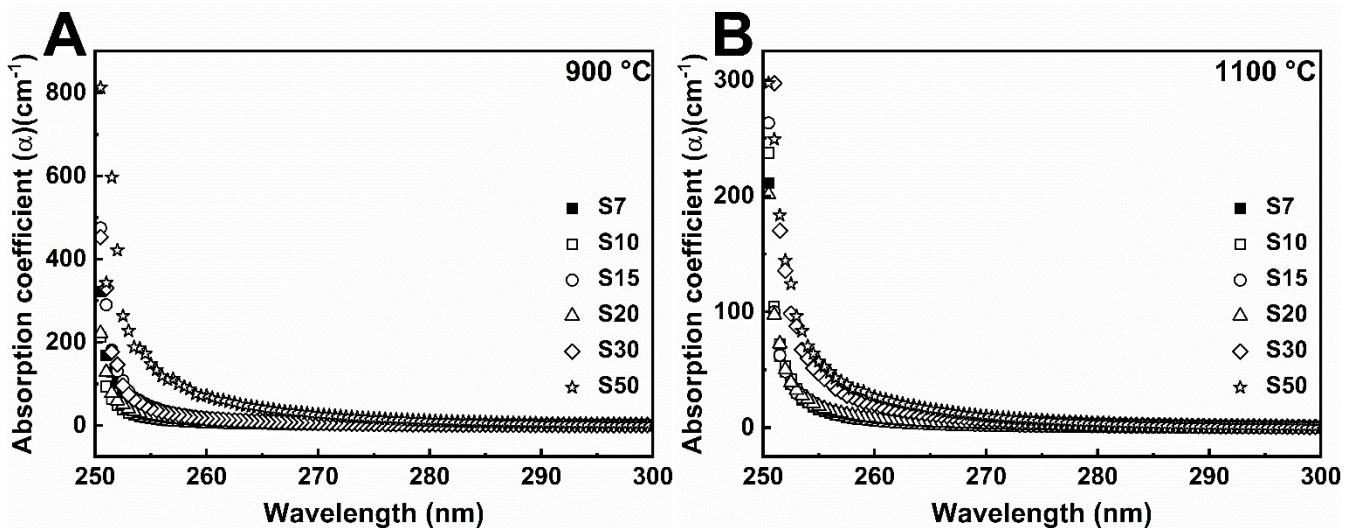 A
900 °C
Absorption coefficient (α)(cm⁻¹)
800
600
400
200
0
S7
S10
S15
S20
S30
S50
250 260 270 280 290 300
Wavelength (nm)
B
1100 °C
Absorption coefficient (α)(cm⁻¹)
300
200
100
0
S7
S10
S15
S20
S30
S50
250 260 270 280 290 300
Wavelength (nm)